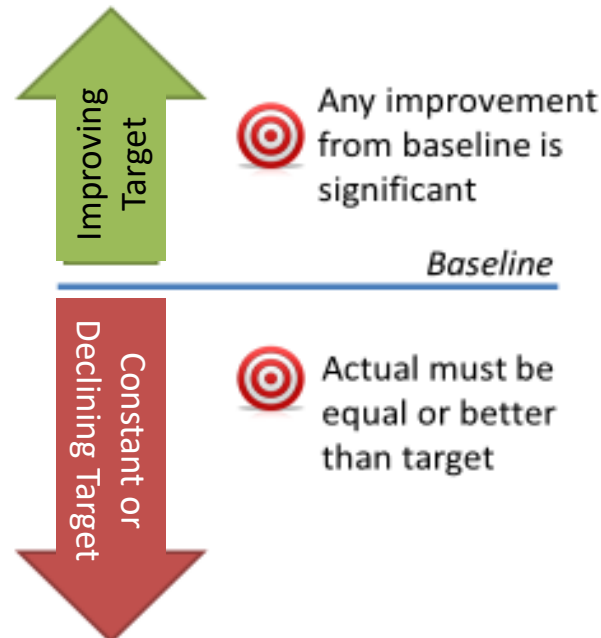 Improving
Target
Any improvement
from baseline is
significant
Baseline
Constant or
Declining Target
Actual must be
equal or better
than target